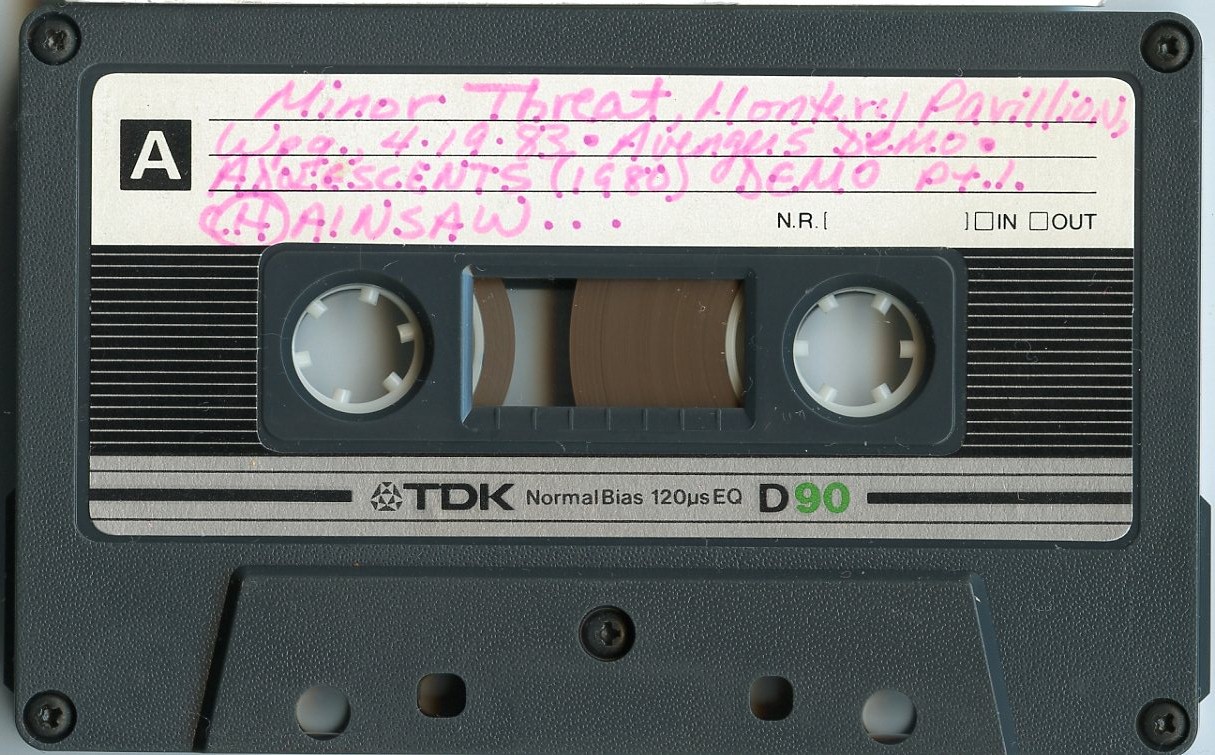 Minor Threat, Monterey Pavillion,
Wpg., 4.19.83. Avengers Demo.
ADOLESCENTS (1980) DEMO pt.1.
A
CHAINSAW...
N.R.[ ] IN OUT
TDK Normal Bias 120µs EQ D90